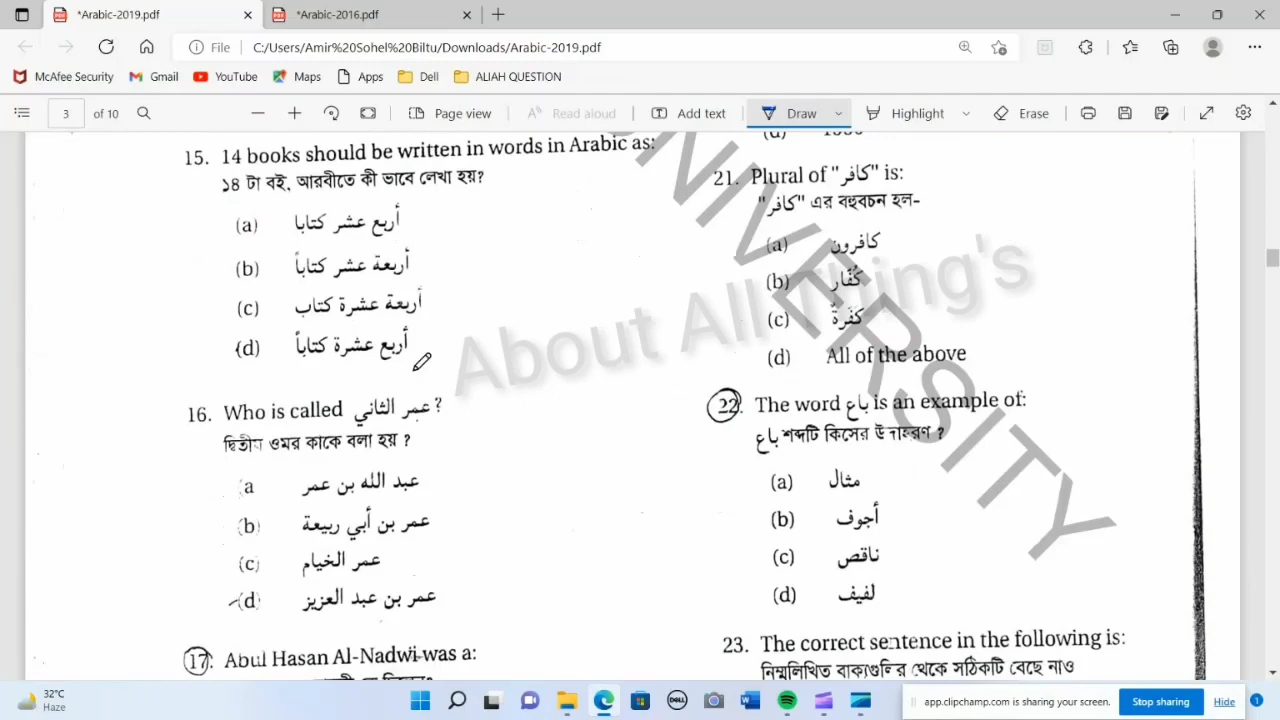 *Arabic-2019.pdf
*Arabic-2016.pdf
File
C:/Users/Amir%20Sohel%20Biltu/Downloads/Arabic-2019.pdf
McAfee Security
Gmail
YouTube
Maps
Apps
Dell
ALIAH QUESTION
3 of 10
Page view
Read aloud
Add text
Draw
Highlight
Erase
15. 14 books should be written in words in Arabic as:
১৪ টা বই, আরবীতে কী ভাবে লেখা হয়?
(a) أربع عشر كتابا
(b) أربعة عشر كتاباً
(c) أربعة عشرة كتاب
(d) أربع عشرة كتاباً
16. Who is called عمر الثاني ?
দ্বিতীয় ওমর কাকে বলা হয় ?
(a عبد الله بن عمر
(b) عمر بن أبي ربيعة
(c) عمر الخيام
(d) عمر بن عبد العزيز
17. Abul Hasan Al-Nadwi was a:
21. Plural of "كافر" is:
"كافر" এর বহুবচন হল-
(a) كافرون
(b) كُفَّار
(c) كَفَرَةٌ
(d) All of the above
22. The word باع is an example of:
باع শব্দটি কিসের উদাহরণ ?
(a) مثال
(b) أجوف
(c) ناقص
(d) لفيف
23. The correct sentence in the following is:
নিম্নলিখিত বাক্যগুলির থেকে সঠিকটি বেছে নাও
UNIVERSITY
About All Thing's
32°C
Haze
app.clipchamp.com is sharing your screen.
Stop sharing
Hide
1